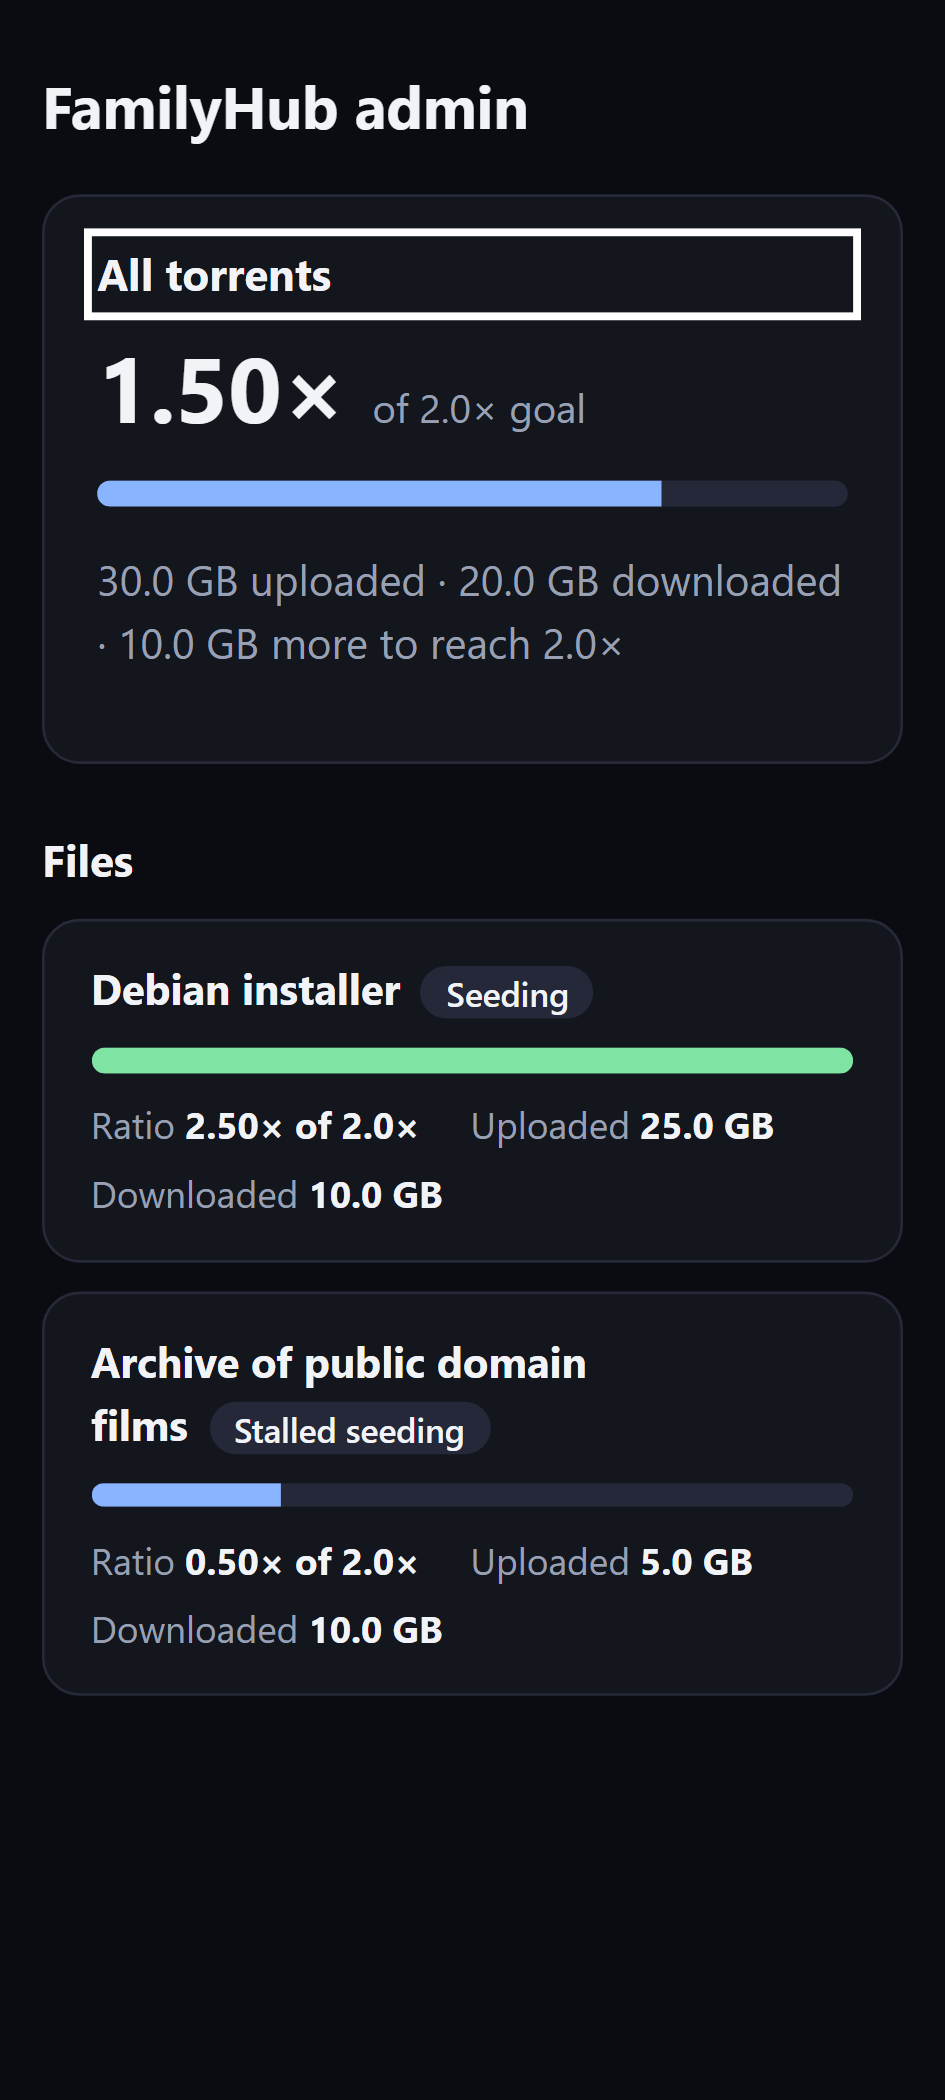 FamilyHub admin
All torrents
1.50× of 2.0× goal
30.0 GB uploaded · 20.0 GB downloaded
· 10.0 GB more to reach 2.0×
Files
Debian installer Seeding
Ratio 2.50× of 2.0× Uploaded 25.0 GB
Downloaded 10.0 GB
Archive of public domain
films Stalled seeding
Ratio 0.50× of 2.0× Uploaded 5.0 GB
Downloaded 10.0 GB